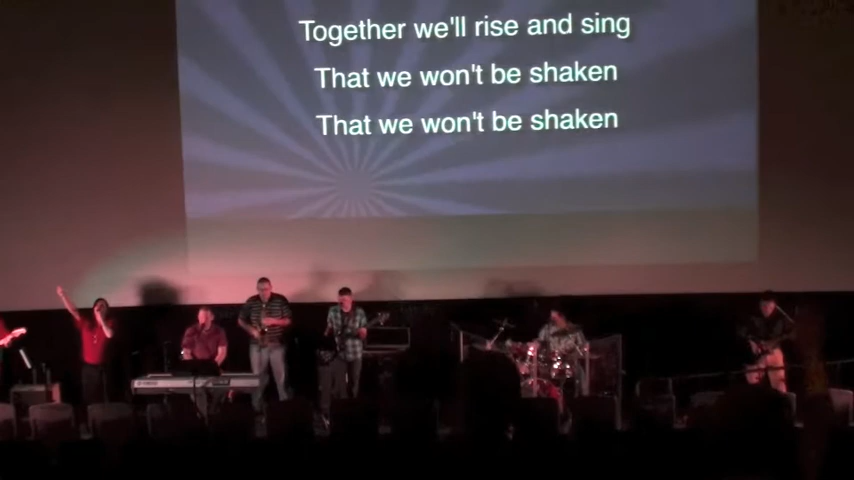 Together we'll rise and sing
That we won't be shaken
That we won't be shaken